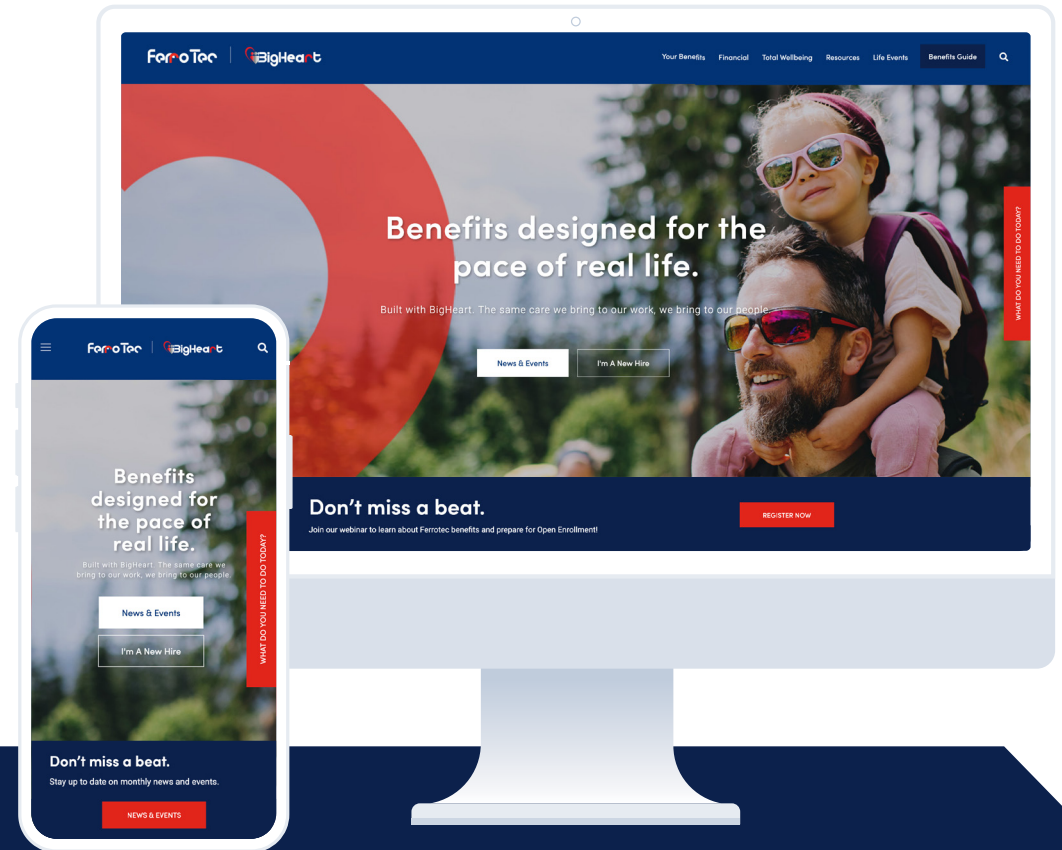 FerroTec BigHeart
Your Benefits Financial Total Wellbeing Resources Life Events Benefits Guide
Benefits designed for the
pace of real life.
Built with BigHeart. The same care we bring to our work, we bring to our people.
News & Events I'm A New Hire
WHAT DO YOU NEED TO DO TODAY?
Don't miss a beat.
Join our webinar to learn about Ferrotec benefits and prepare for Open Enrollment!
REGISTER NOW
FerroTec BigHeart
Benefits
designed for
the pace of
real life.
Built with BigHeart. The same care we
bring to our work, we bring to our people.
News & Events
I'm A New Hire
WHAT DO YOU NEED TO DO TODAY?
Don't miss a beat.
Stay up to date on monthly news and events.
NEWS & EVENTS